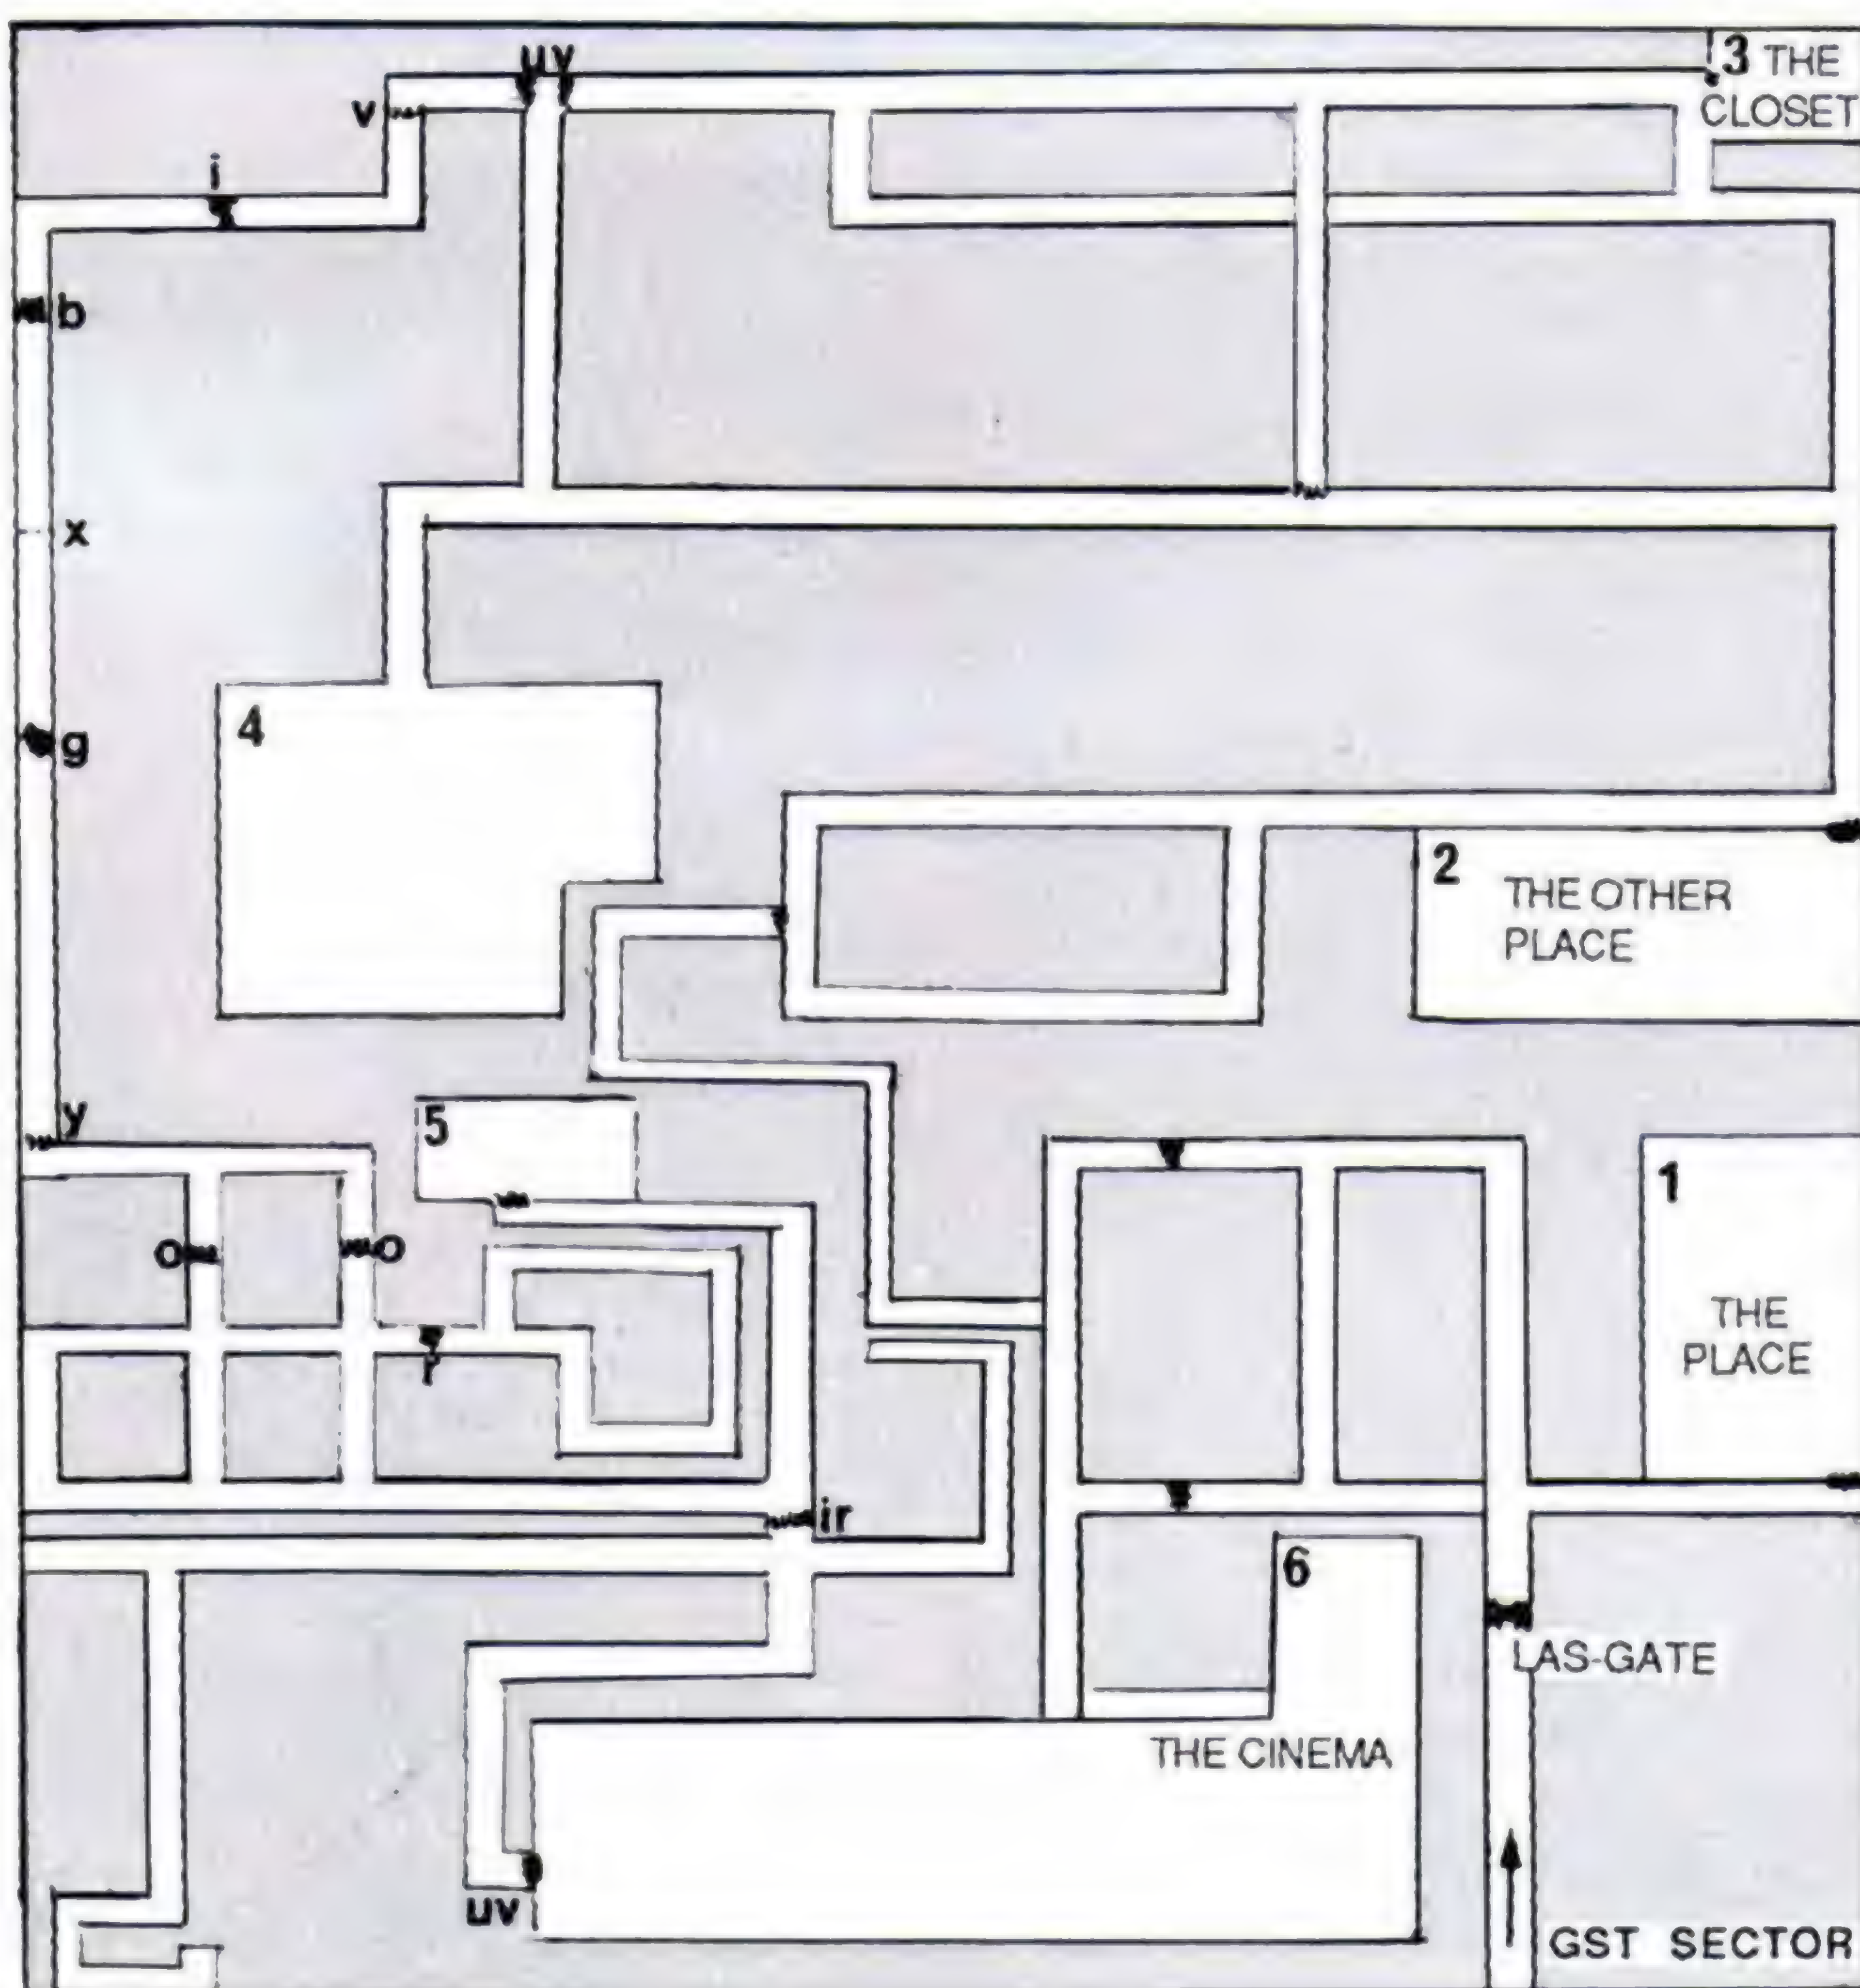 3 THE
CLOSET
uy
v
i
b
x
g
4
2
THE OTHER
PLACE
y
5
1
o
o
THE
PLACE
r
ir
6
LAS-GATE
THE CINEMA
uv
GST SECTOR